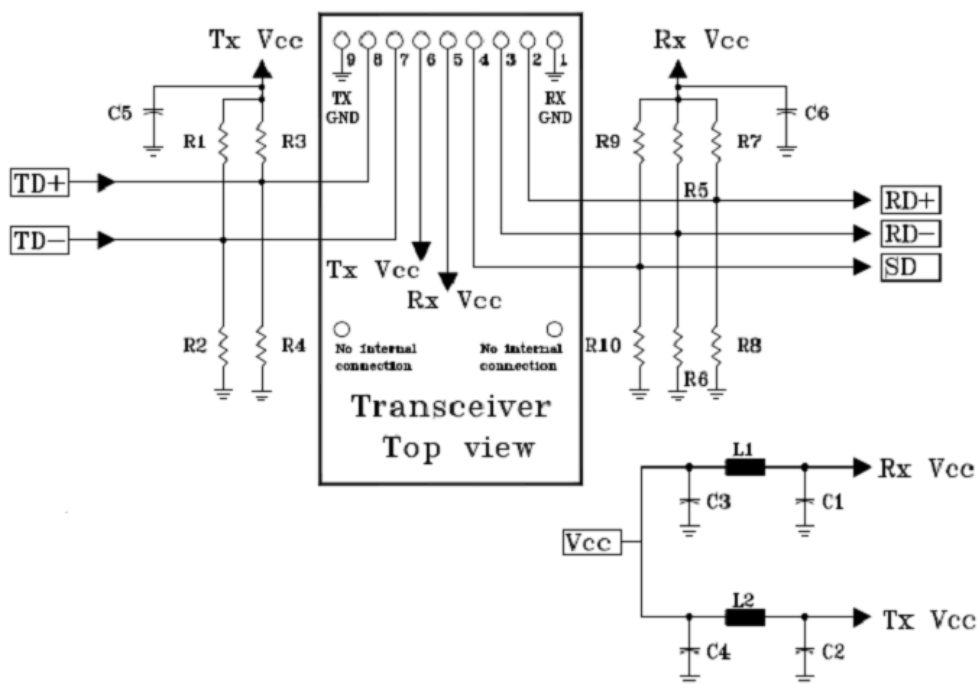 Tx Vcc
Rx Vcc
9 8 7 6 5 4 3 2 1
TX
GND
RX
GND
C5
C6
R1
R3
R9
R7
TD+
R5
RD+
TD−
RD−
Tx Vcc
SD
Rx Vcc
R2
R4
No internal
connection
No internal
connection
R10
R8
R6
Transceiver
Top view
L1
Rx Vcc
C3
C1
Vcc
L2
Tx Vcc
C4
C2